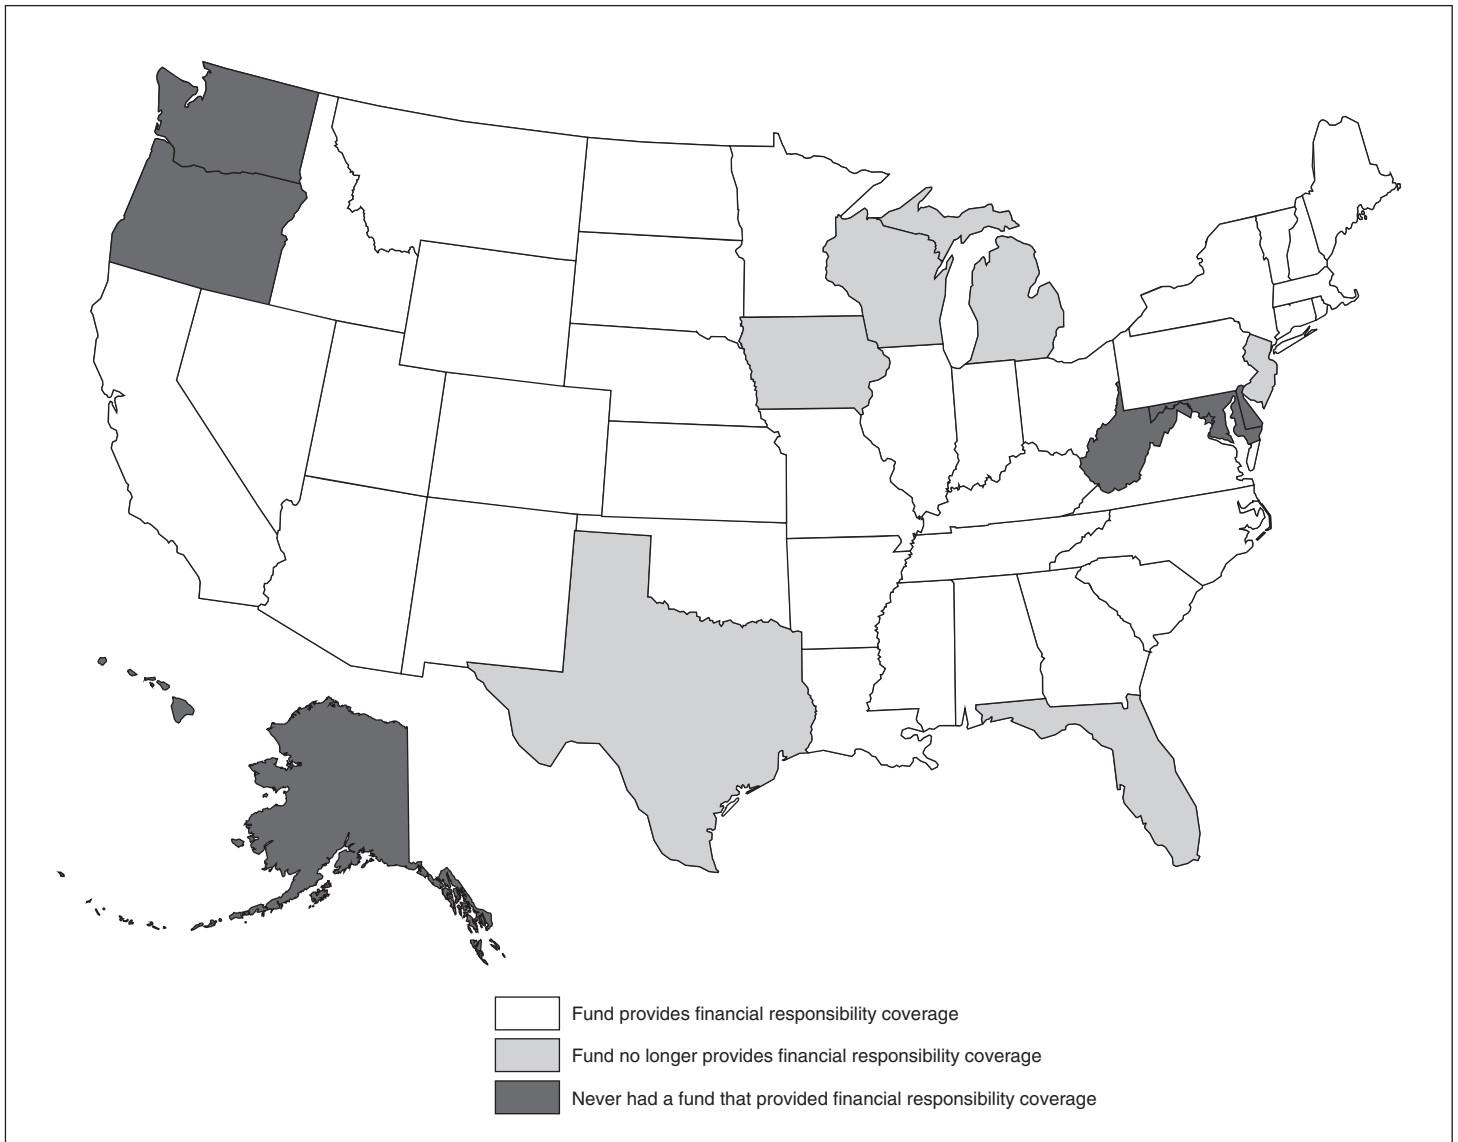 Fund provides financial responsibility coverage
Fund no longer provides financial responsibility coverage
Never had a fund that provided financial responsibility coverage